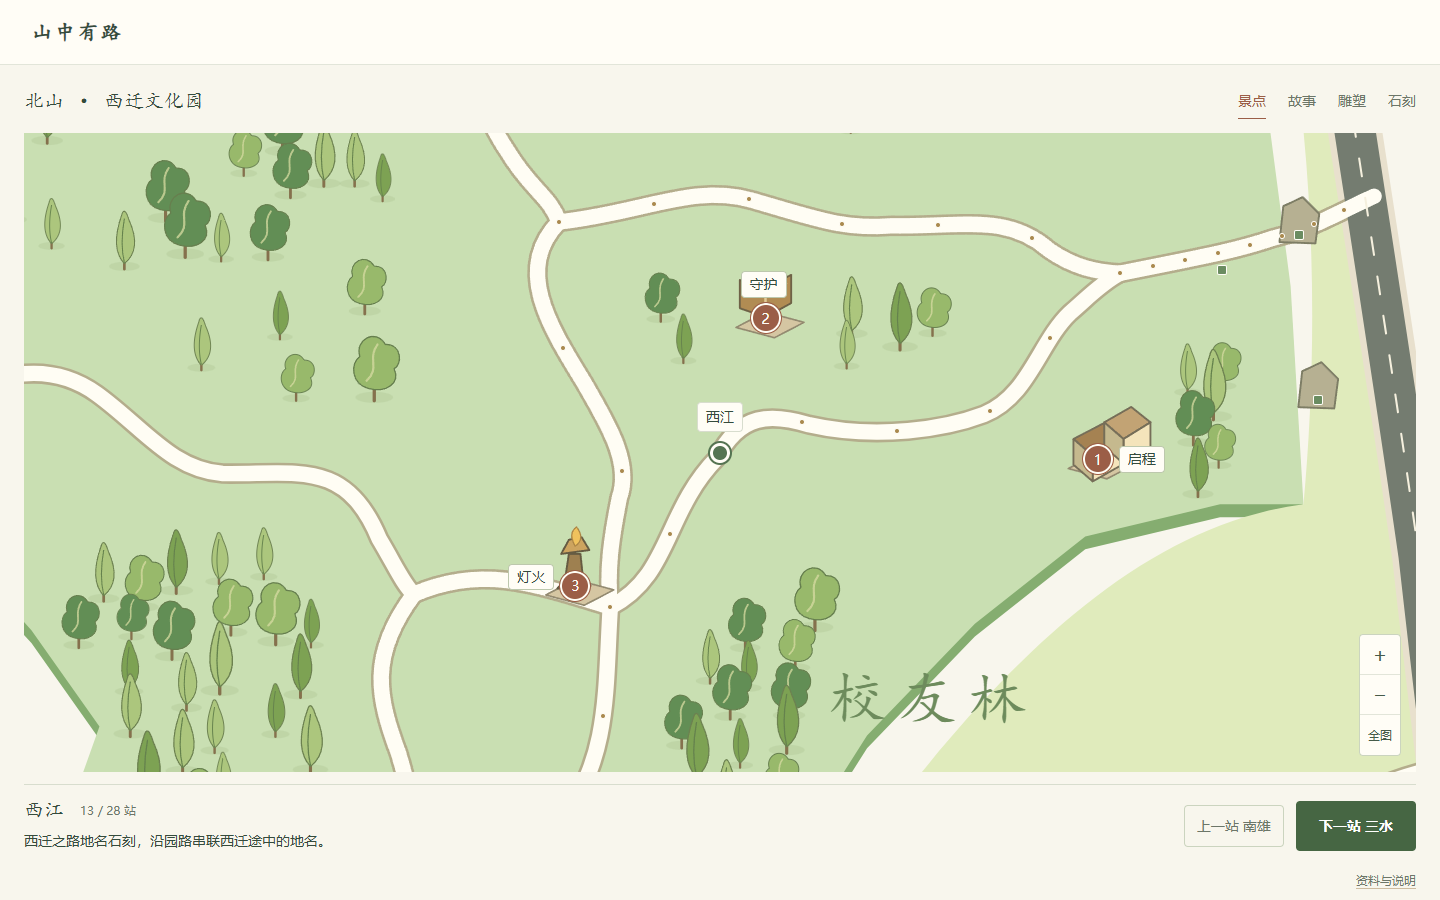 山中有路
北山 • 西迁文化园
景点 故事 雕塑 石刻
守护
2
西江
1 启程
灯火
3
校友林
+
−
全图
西江 13 / 28 站
西迁之路地名石刻，沿园路串联西迁途中的地名。
上一站 南雄
下一站 三水
资料与说明